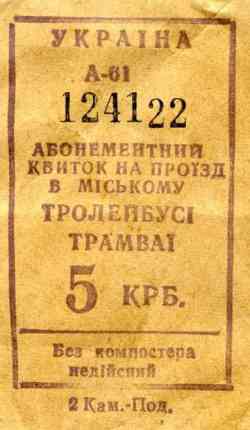 УКРАЇНА
А-61
124122
АБОНЕМЕНТНИЙ
КВИТОК НА ПРОЇЗД
В МІСЬКОМУ
ТРОЛЕЙБУСІ
ТРАМВАЇ
5 КРБ.
Без компостера
недійсний
2 Кам.-Под.